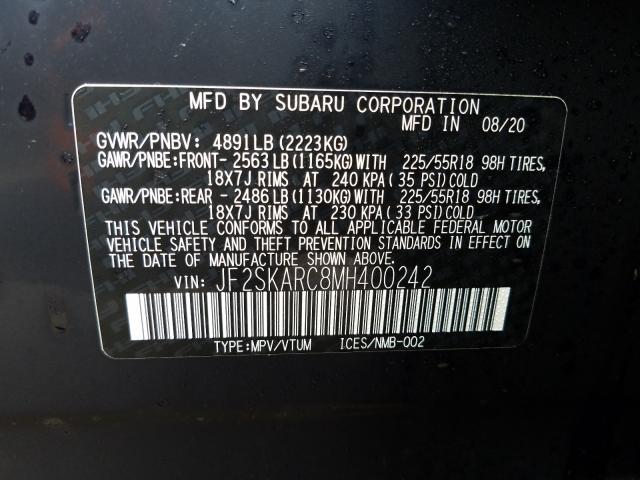 MFD BY SUBARU CORPORATION
MFD IN 08/20
GVWR/PNBV: 4891LB(2223KG)
GAWR/PNBE:FRONT-2563LB(1165KG)WITH 225/55R18 98H TIRES,
18X7J RIMS AT 240 KPA(35 PSI)COLD
GAWR/PNBE:REAR -2486LB(1130KG)WITH 225/55R18 98H TIRES,
18X7J RIMS AT 230 KPA(33 PSI)COLD
THIS VEHICLE CONFORMS TO ALL APPLICABLE FEDERAL MOTOR
VEHICLE SAFETY AND THEFT PREVENTION STANDARDS IN EFFECT ON
THE DATE OF MANUFACTURE SHOWN ABOVE.
VIN: JF2SKARC8MH400242
TYPE:MPV/VTUM ICES/NMB-002